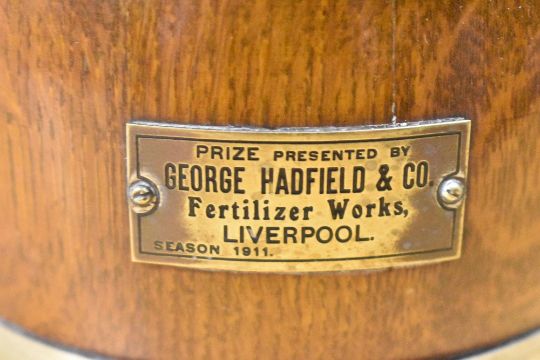 PRIZE PRESENTED BY
GEORGE HADFIELD & CO.
Fertilizer Works,
LIVERPOOL.
SEASON 1911.